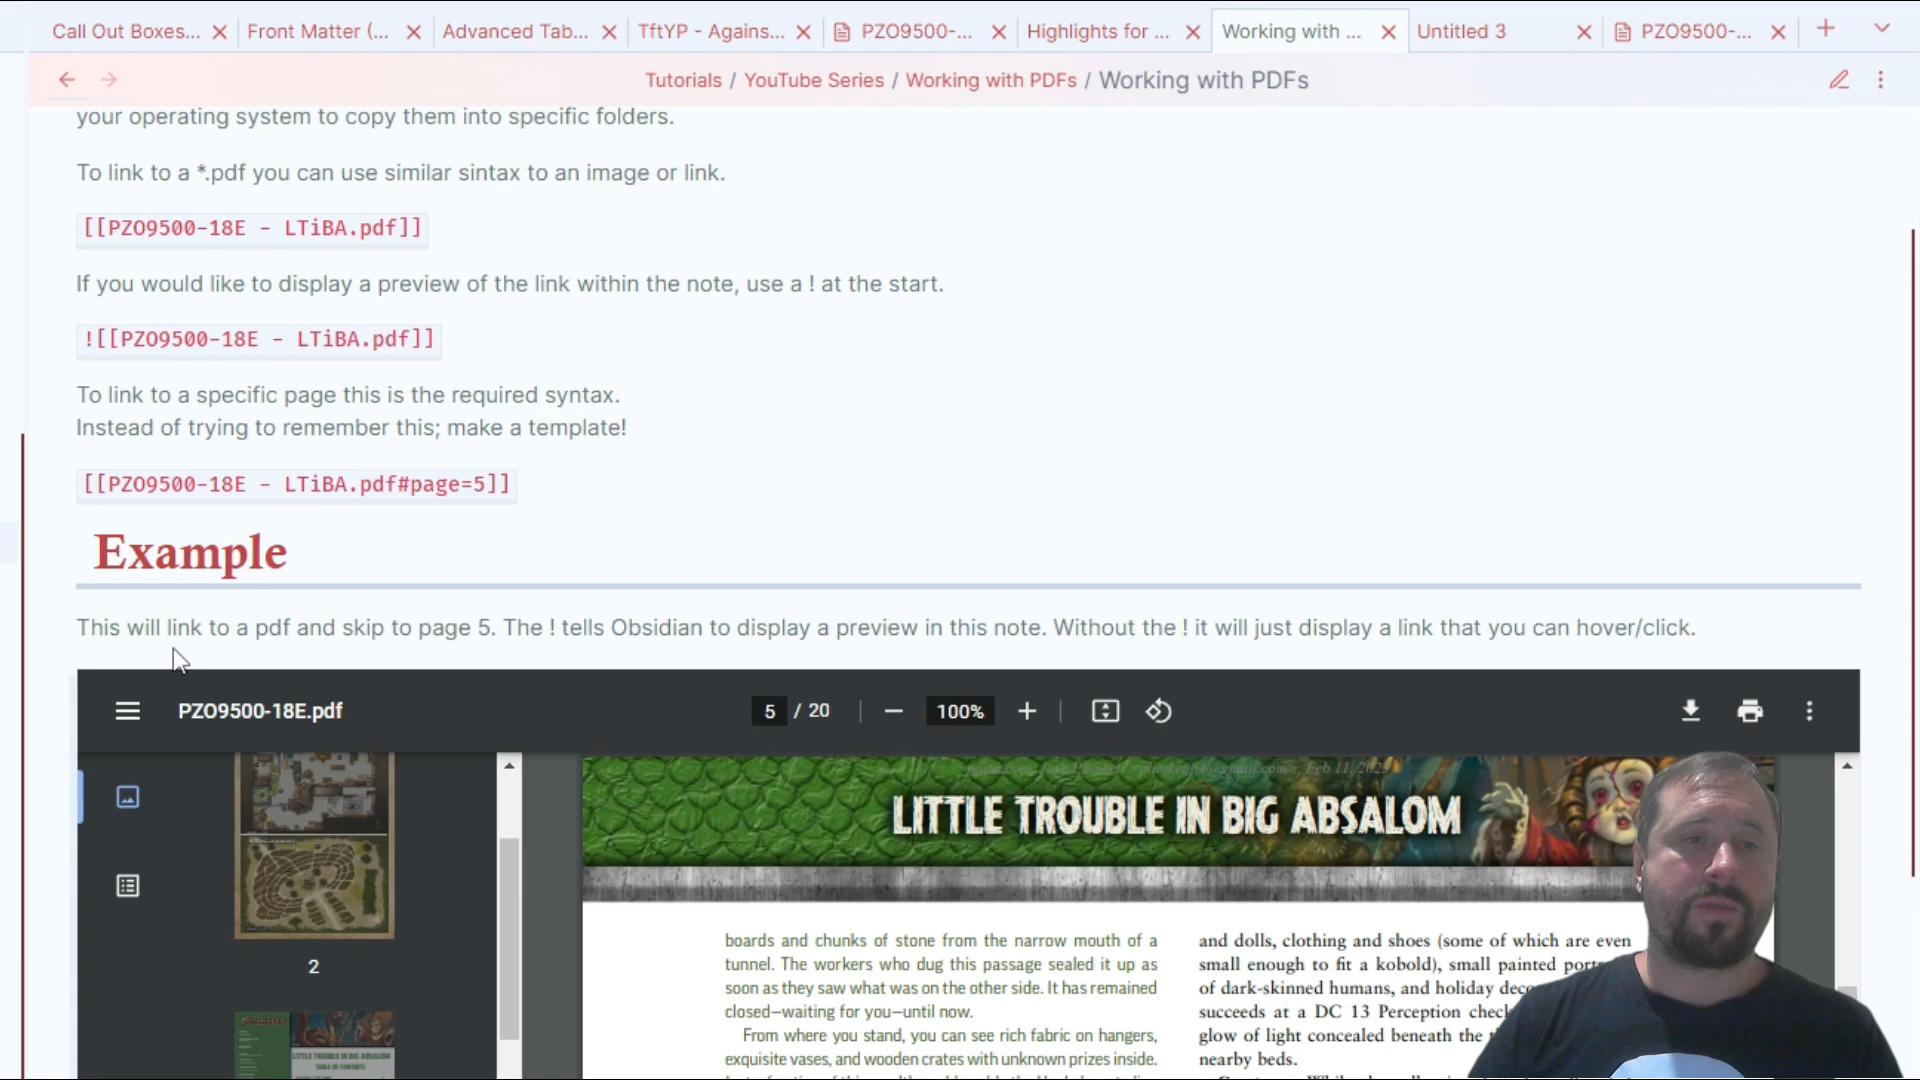 Call Out Boxes... Front Matter (... Advanced Tab... TftYP - Agains... PZO9500-... Highlights for ... Working with ... Untitled 3 PZO9500-...
Tutorials / YouTube Series / Working with PDFs / Working with PDFs
your operating system to copy them into specific folders.
To link to a *.pdf you can use similar sintax to an image or link.
[[PZO9500-18E - LTiBA.pdf]]
If you would like to display a preview of the link within the note, use a ! at the start.
![[PZO9500-18E - LTiBA.pdf]]
To link to a specific page this is the required syntax.
Instead of trying to remember this; make a template!
[[PZO9500-18E - LTiBA.pdf#page=5]]
Example
This will link to a pdf and skip to page 5. The ! tells Obsidian to display a preview in this note. Without the ! it will just display a link that you can hover/click.
PZO9500-18E.pdf 5 / 20 100%
LITTLE TROUBLE IN BIG ABSALOM
boards and chunks of stone from the narrow mouth of a
tunnel. The workers who dug this passage sealed it up as
soon as they saw what was on the other side. It has remained
closed—waiting for you—until now.
From where you stand, you can see rich fabric on hangers,
exquisite vases, and wooden crates with unknown prizes inside.
and dolls, clothing and shoes (some of which are even
small enough to fit a kobold), small painted
of dark-skinned humans, and holiday
succeeds at a DC 13 Perception check
glow of light concealed beneath the
nearby beds.
2
LITTLE TROUBLE IN BIG ABSALOM
TABLE OF CONTENTS